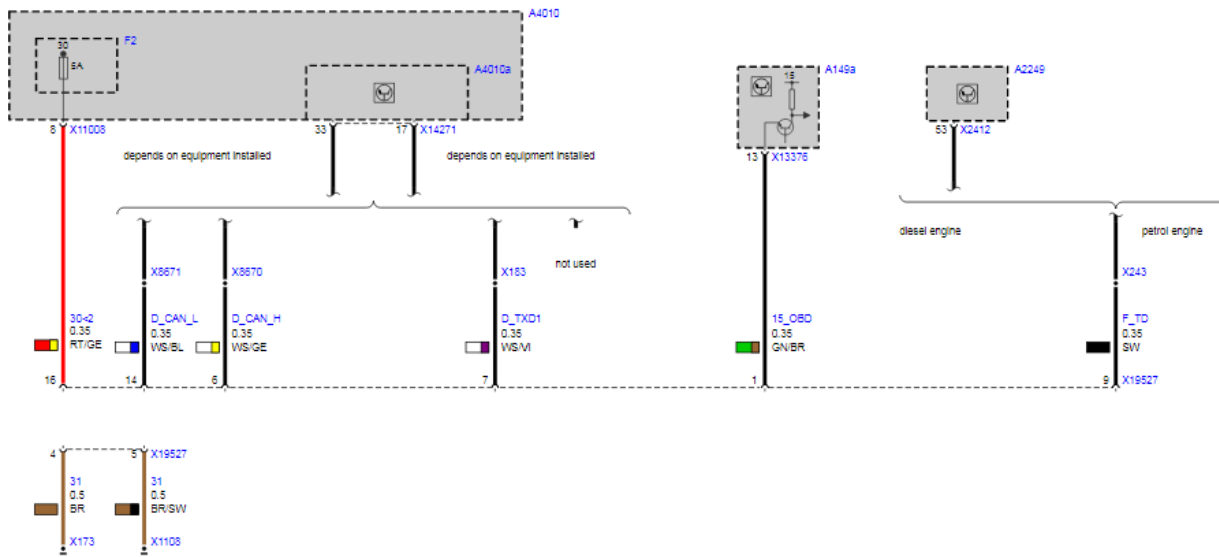 A4010
F2
30
5A
A4010a
A149a
15
A2249
8 X11008
33
17 X14271
13 X13376
53 X2412
depends on equipment installed
depends on equipment installed
diesel engine
petrol engine
not used
X8671
X8670
X183
X243
30<2
0.35
RT/GE
D_CAN_L
0.35
WS/BL
D_CAN_H
0.35
WS/GE
D_TXD1
0.35
WS/VI
15_OBD
0.35
GN/BR
F_TD
0.35
SW
16
14
6
7
1
9 X19527
4
5 X19527
31
0.5
BR
31
0.5
BR/SW
X173
X1108